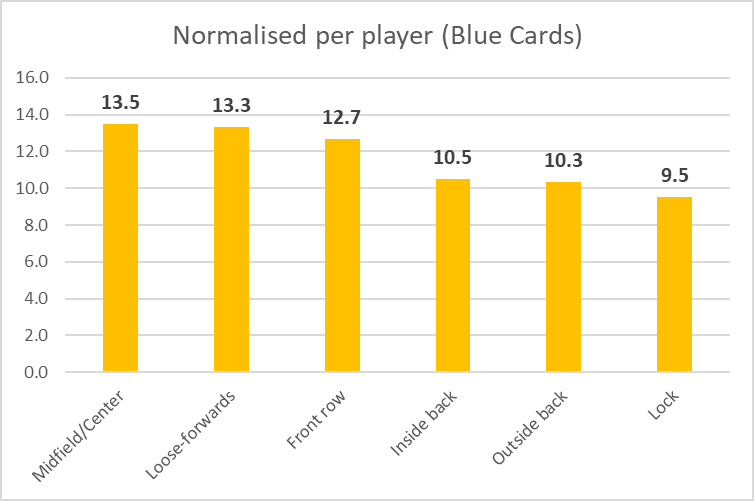 Normalised per player (Blue Cards)
16.0
14.0
12.0
10.0
8.0
6.0
4.0
2.0
0.0
13.5
13.3
12.7
10.5
10.3
9.5
Midfield/Center
Loose-forwards
Front row
Inside back
Outside back
Lock